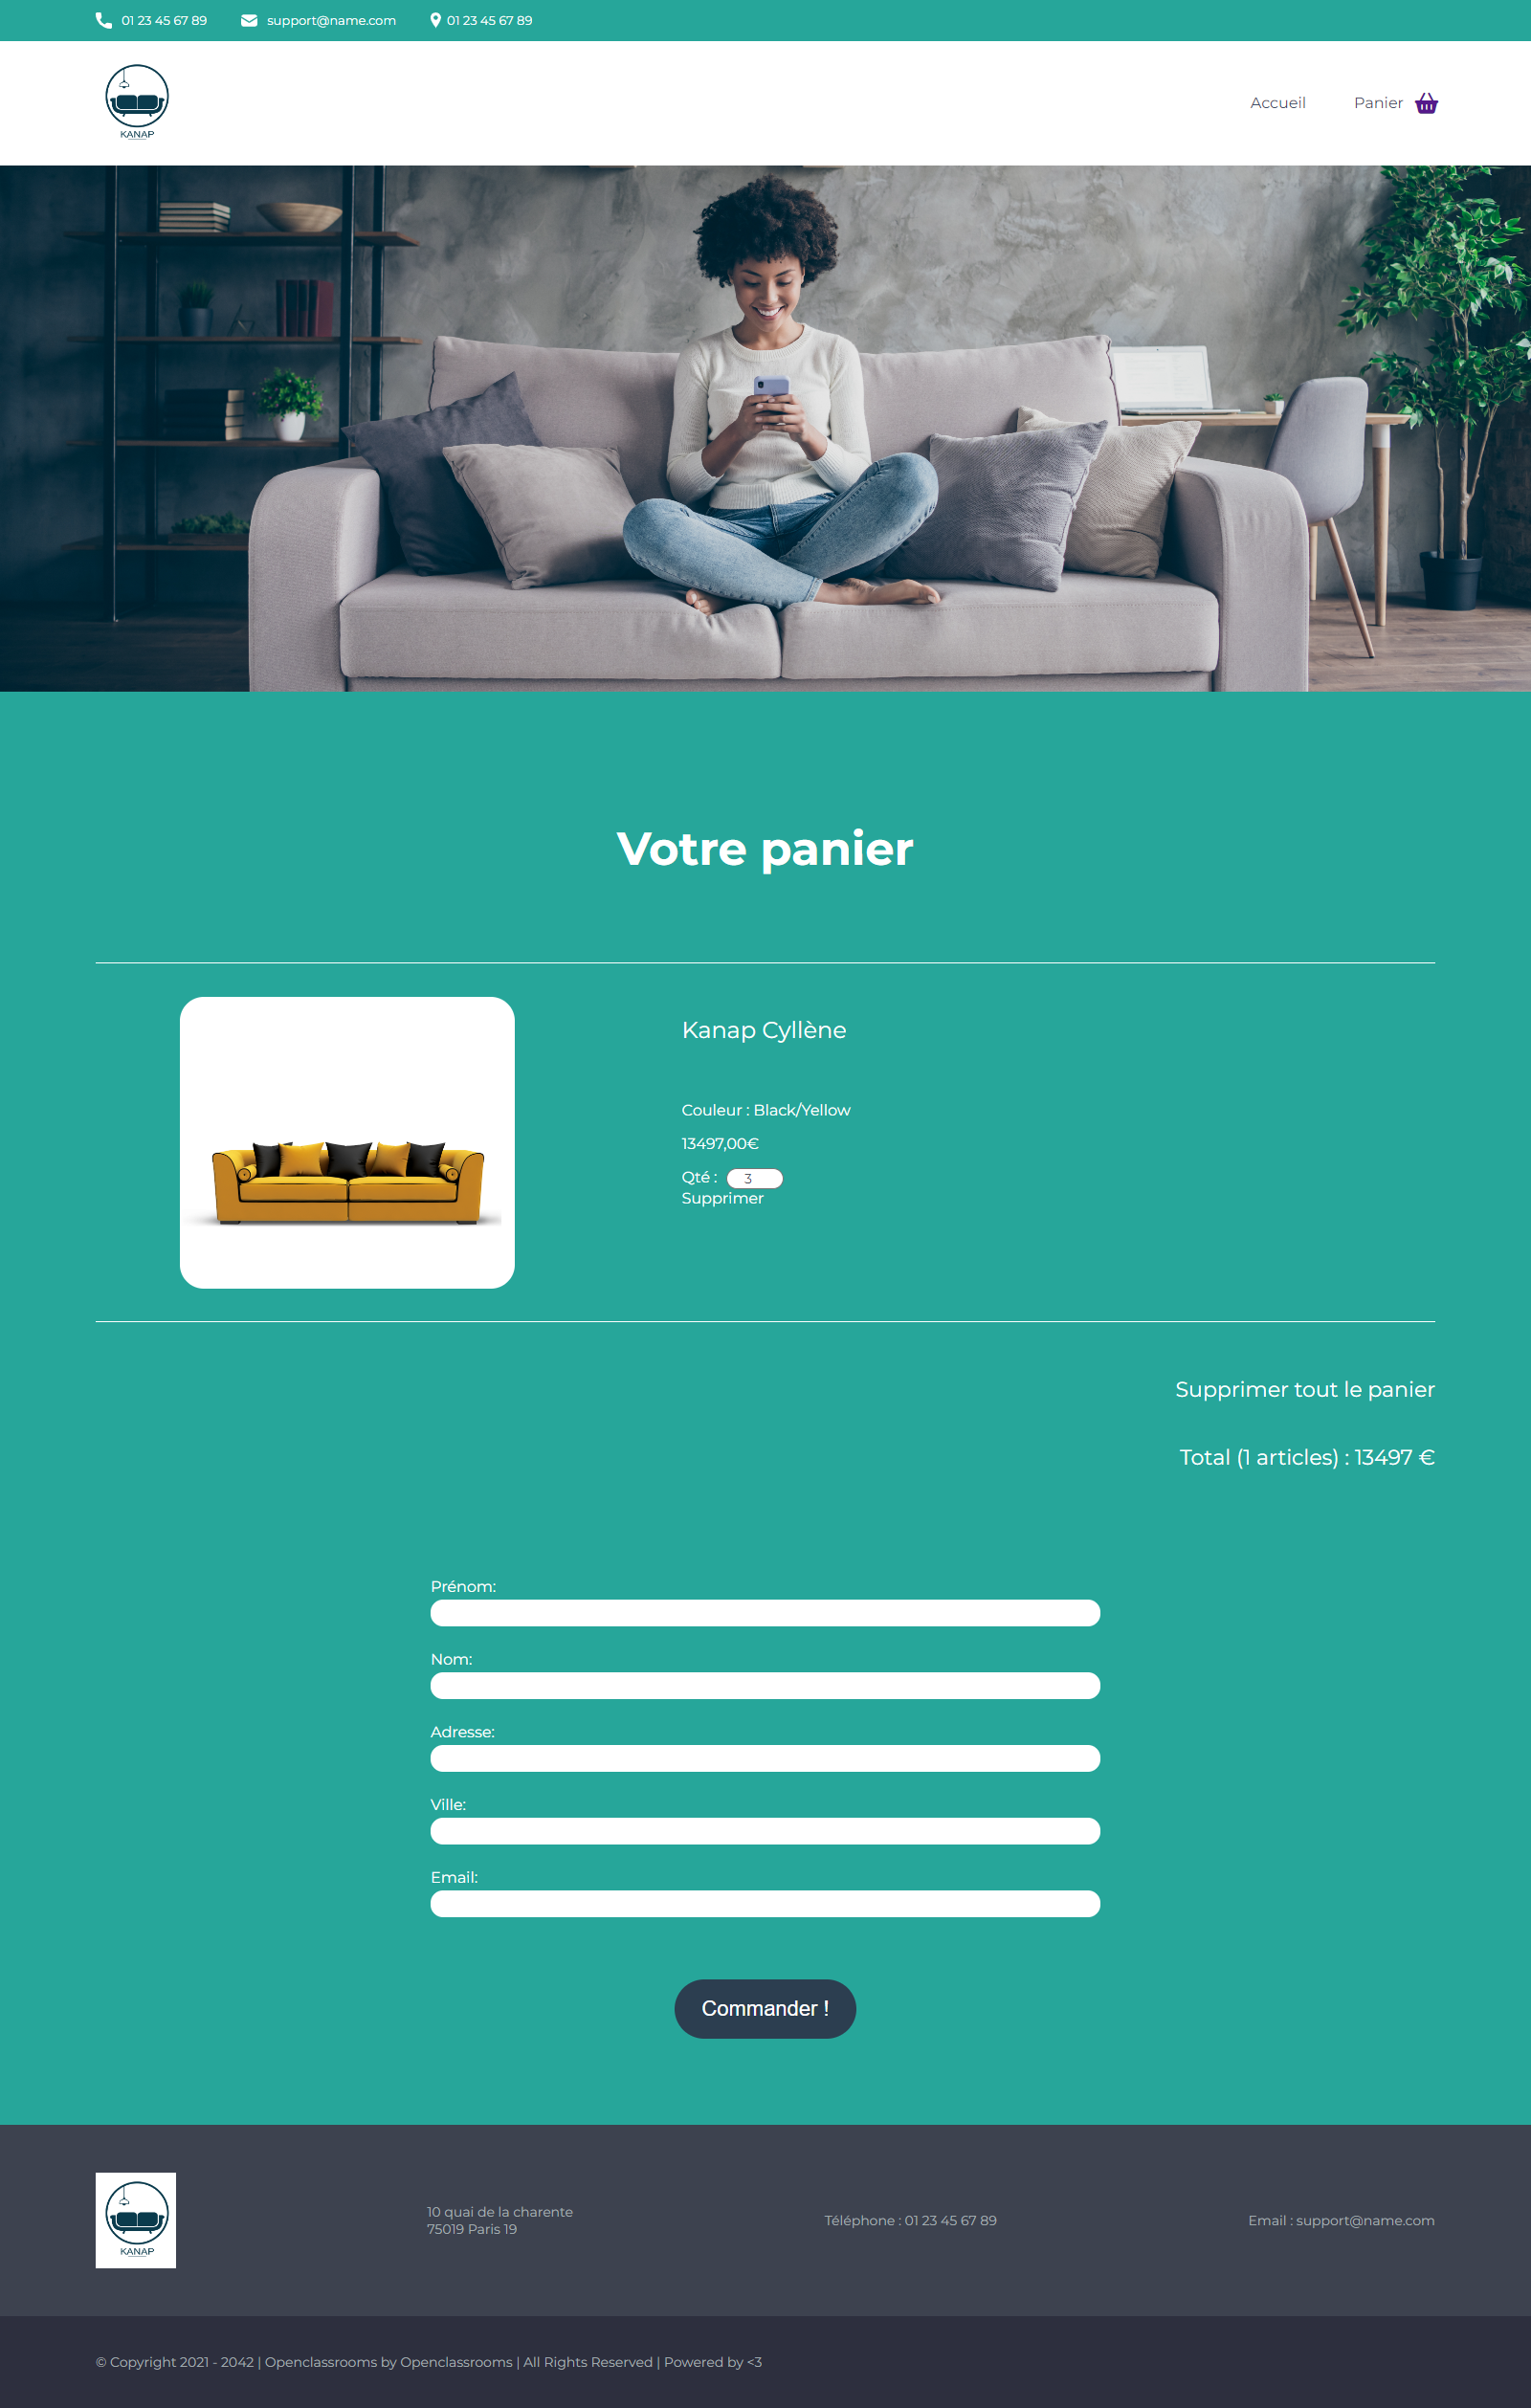 01 23 45 67 89 support@name.com 01 23 45 67 89
KANAP
Accueil Panier
Votre panier
Kanap Cyllène
Couleur : Black/Yellow
13497,00€
Qté : 3
Supprimer
Supprimer tout le panier
Total (1 articles) : 13497 €
Prénom:
Nom:
Adresse:
Ville:
Email:
Commander !
KANAP
10 quai de la charente
75019 Paris 19
Téléphone : 01 23 45 67 89
Email : support@name.com
© Copyright 2021 - 2042 | Openclassrooms by Openclassrooms | All Rights Reserved | Powered by <3